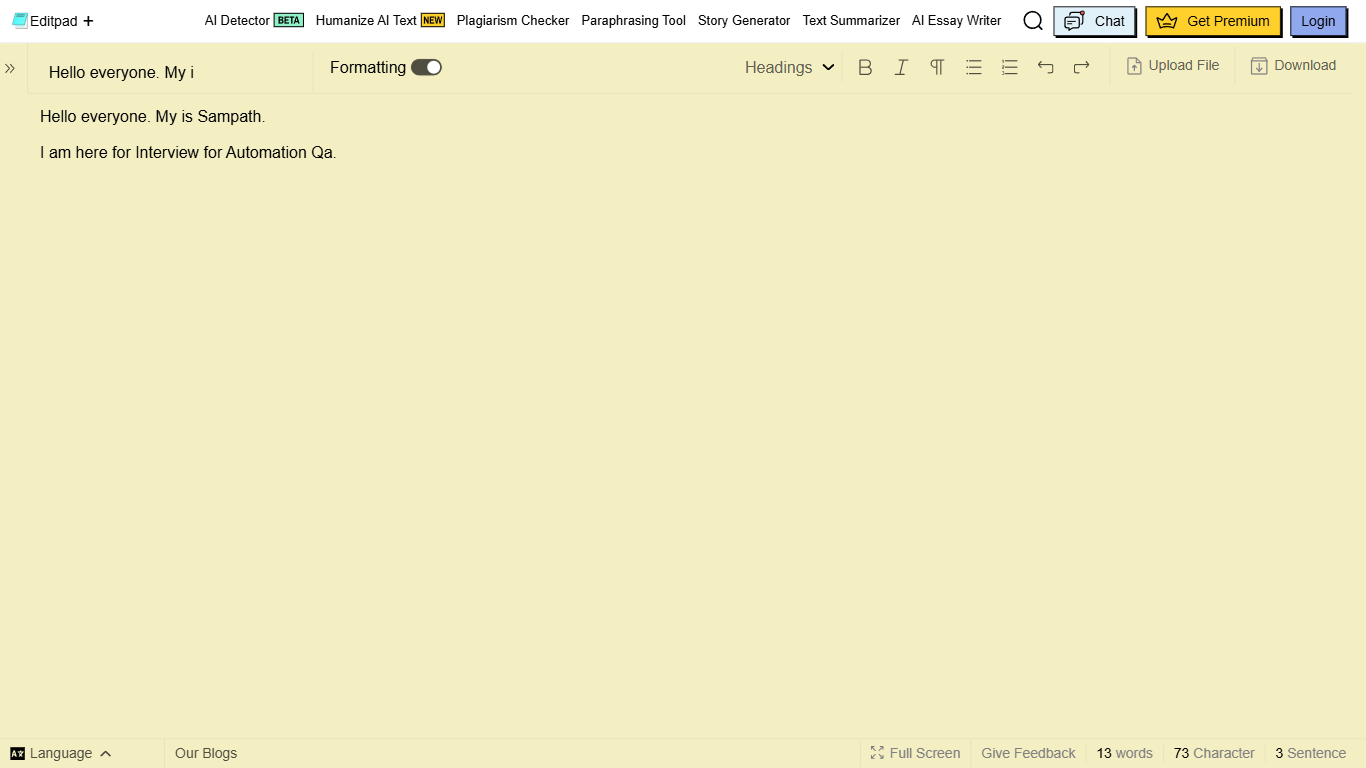 Editpad +
AI Detector BETA
Humanize AI Text NEW
Plagiarism Checker
Paraphrasing Tool
Story Generator
Text Summarizer
AI Essay Writer
Chat
Get Premium
Login
Hello everyone. My i
Formatting
Headings
Upload File
Download
Hello everyone. My is Sampath.
I am here for Interview for Automation Qa.
Language
Our Blogs
Full Screen
Give Feedback
13 words
73 Character
3 Sentence